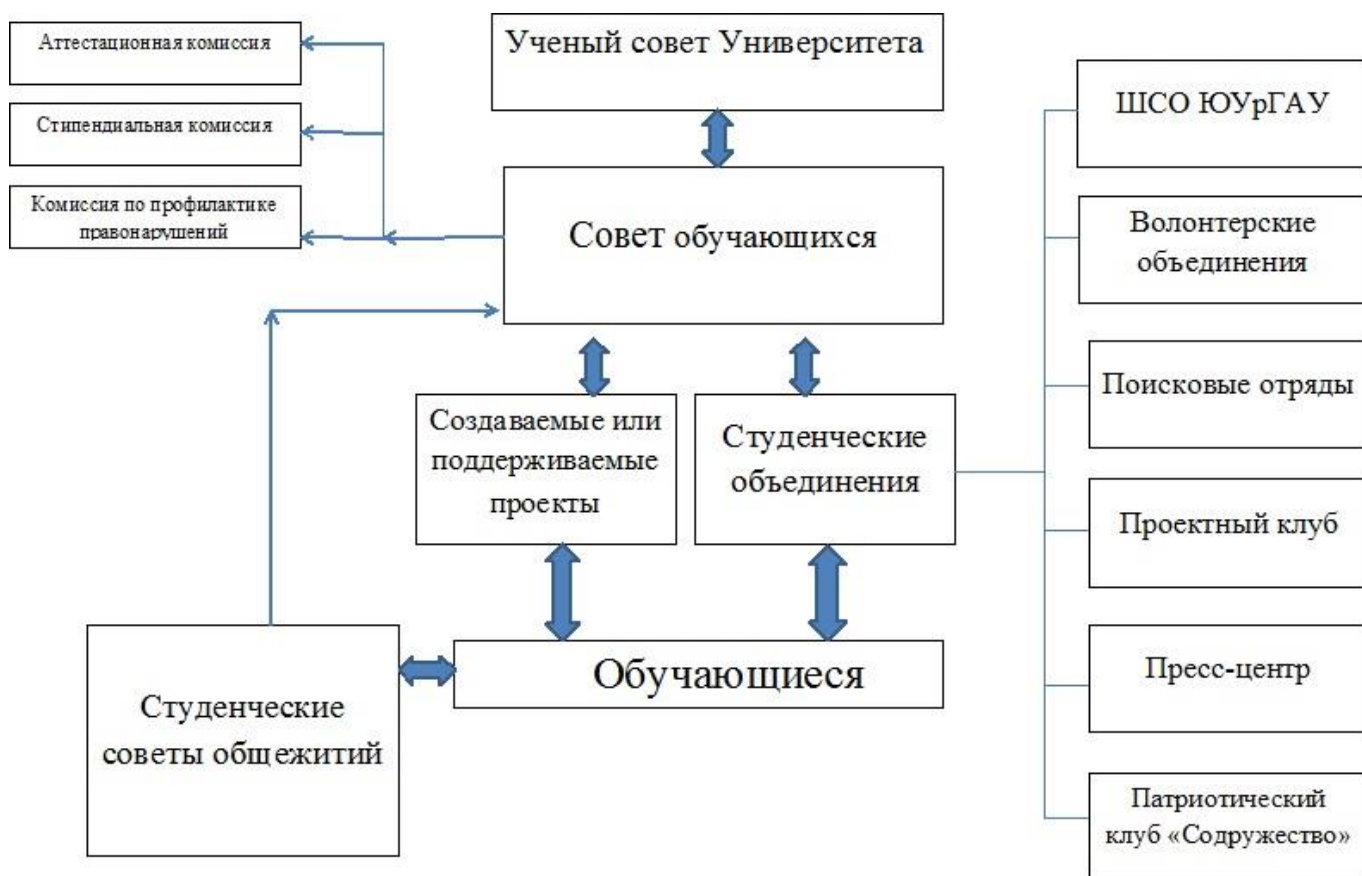 Аттестационная комиссия
Стипендиальная комиссия
Комиссия по профилактике
правонарушений
Ученый совет Университета
Совет обучающихся
Создаваемые или
поддерживаемые
проекты
Студенческие
объединения
Обучающиеся
Студенческие
советы общежитий
ШСО ЮУрГАУ
Волонтерские
объединения
Поисковые отряды
Проектный клуб
Пресс-центр
Патриотический
клуб «Содружество»